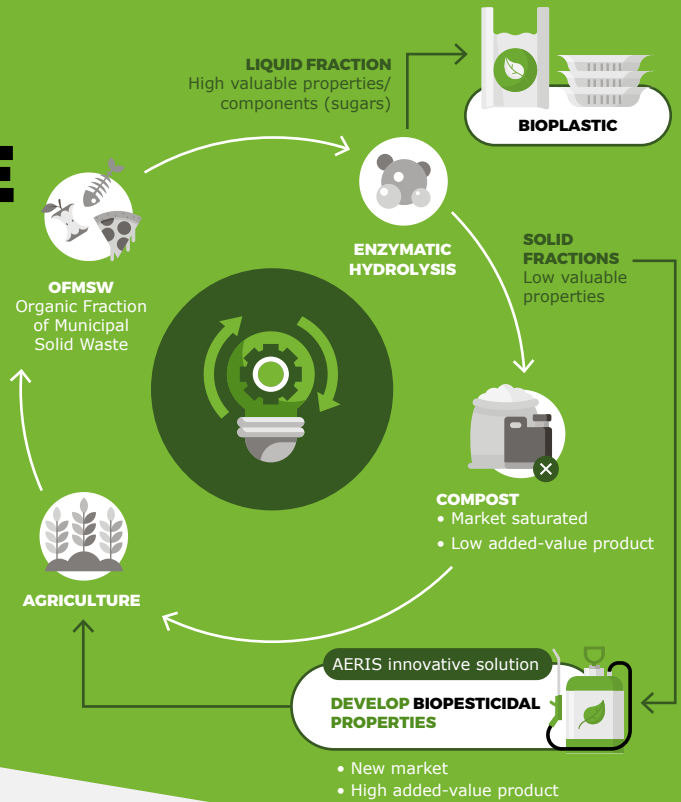 E
LIQUID FRACTION
High valuable properties/
components (sugars)
BIOPLASTIC
ENZYMATIC
HYDROLYSIS
SOLID
FRACTIONS
Low valuable
properties
OFMSW
Organic Fraction
of Municipal
Solid Waste
COMPOST
• Market saturated
• Low added-value product
AGRICULTURE
AERIS innovative solution
DEVELOP BIOPESTICIDAL
PROPERTIES
• New market
• High added-value product